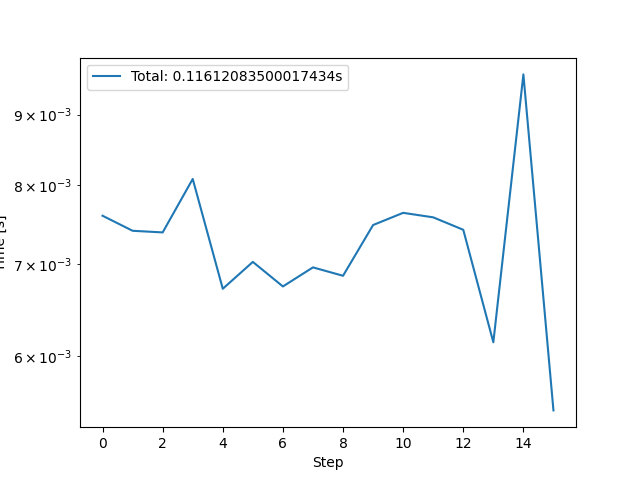 Total: 0.11612083500017434s
9 × 10⁻³
8 × 10⁻³
7 × 10⁻³
6 × 10⁻³
Time [s]
0 2 4 6 8 10 12 14
Step